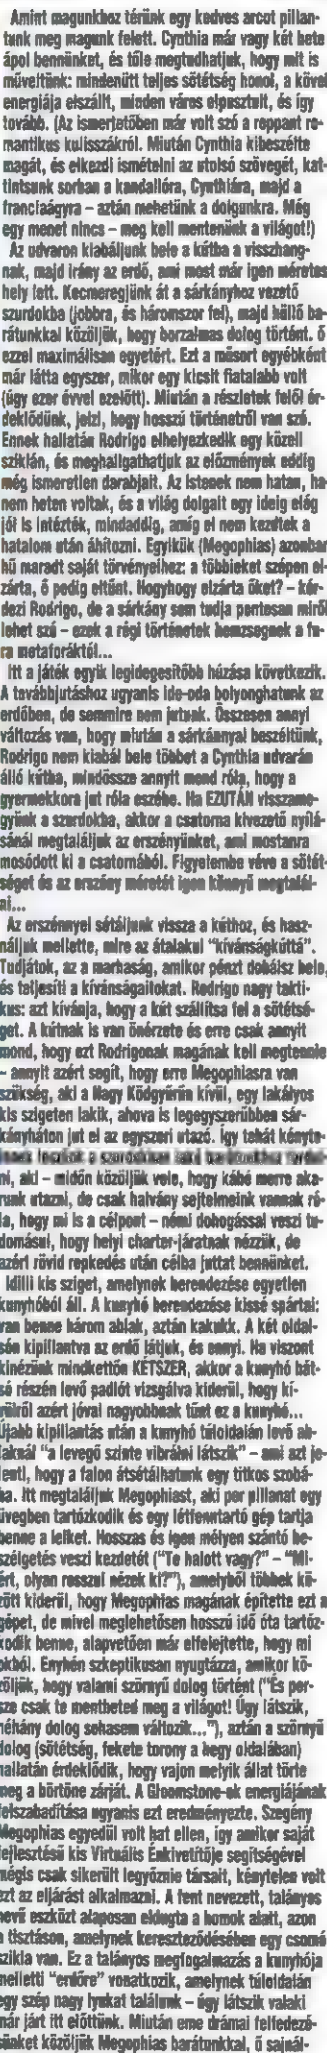 Amint magunkhoz térünk egy kedves arcot pillan-
tunk meg magunk felett. Cynthia már vagy két hete
ápol bennünket, és tőle megtudhatjuk, hogy mit is
műveltünk: mindenütt teljes sötétség honol, a kövek
energiája elszállt, minden város elpusztult, és így
tovább. (Az ismertetőben már volt szó a roppant ro-
mantikus kulisszákról. Miután Cynthia kibeszélte
magát, és elkezdi ismételni az utolsó szövegét, kat-
tintsunk sorban a kandallóra, Cynthiára, majd a
franciaágyra – aztán mehetünk a dolgunkra. Még
egy menet nincs – meg kell mentenünk a világot!)
Az udvaron kiabáljunk bele a kútba a visszhang-
nak, majd irány az erdő, ami most már igen méretes
hely lett. Kecmeregjünk át a sárkányhoz vezető
szurdokba (jobbra, és háromszor fel), majd hüllő ba-
rátunkkal közöljük, hogy borzalmas dolog történt. ő
ezzel maximálisan egyetért. Ezt a műsort egyébként
már látta egyszer, mikor egy kicsit fiatalabb volt
(úgy ezer évvel ezelőtt). Miután a részletek felől ér-
deklődünk, jelzi, hogy hosszú történetről van szó.
Ennek hallatán Rodrigo elhelyezkedik egy közeli
sziklán, és meghallgathatjuk az előzmények eddig
még ismeretlen darabjait. Az istenek nem hatan, ha-
nem heten voltak, és a világ dolgait egy ideig elég
jól is intézték, mindaddig, amíg el nem kezdtek a
hatalom után áhítozni. Egyikük (Megophias) azonban
hű maradt saját törvényeihez: a többieket szépen el-
zárta, ő pedig eltűnt. Hogyhogy elzárta őket? – kér-
dezi Rodrigo, de a sárkány sem tudja pontosan miről
lehet szó – ezek a régi történetek hemzsegnek a fu-
ra metaforáktól...
Itt a játék egyik legidegesítőbb húzása következik.
A továbbjutáshoz ugyanis ide-oda bolyonghatunk az
erdőben, de semmire nem jutunk. Összesen annyi
változás van, hogy miután a sárkánnyal beszéltünk,
Rodrigo nem kiabál bele többet a Cynthia udvarán
álló kútba, mindössze annyit mond róla, hogy a
gyermekkora jut róla eszébe. Ha EZUTÁN visszame-
gyünk a szurdokba, akkor a csatorna kivezető nyílá-
sánál megtaláljuk az erszényünket, ami mostanra
mosódott ki a csatornából. Figyelembe véve a sötét-
séget és az erszény méretét igen könnyű megtalál-
ni...
Az erszénnyel sétáljunk vissza a kúthoz, és hasz-
náljuk mellette, mire az átalakul "kívánságkúttá".
Tudjátok, az a marhaság, amikor pénzt dobálsz bele,
és teljesíti a kívánságaitokat. Rodrigo nagy takti-
kus: azt kívánja, hogy a kút szállítsa fel a sötétsé-
get. A kútnak is van önérzete és erre csak annyit
mond, hogy ezt Rodrigonak magának kell megtennie
– annyit azért segít, hogy erre Megophiasra van
szükség, aki a Nagy Ködgyűrűn kívül, egy lakályos
kis szigeten lakik, ahova is legegyszerűbben sár-
kányháton jut el az egyszeri utazó. Így tehát kényte-
lenek leszünk a szurdokban lakó barátunkhoz fordul-
ni, aki – midőn közöljük vele, hogy kábé merre aka-
runk utazni, de csak halvány sejtelmeink vannak ró-
la, hogy mi is a célpont – némi dohogással veszi tu-
domásul, hogy helyi charter-járatnak nézzük, de
azért rövid repkedés után célba juttat bennünket.
Idilli kis sziget, amelynek berendezése egyetlen
kunyhóból áll. A kunyhó berendezése kissé spártai:
van benne három ablak, aztán kakukk. A két oldal-
són kipillantva az erdő látjuk, és ennyi. Ha viszont
kinézünk mindkettőn KÉTSZER, akkor a kunyhó hát-
só részén levő padlót vizsgálva kiderül, hogy kí-
vülről azért jóval nagyobbnak tűnt ez a kunyhó...
Újabb kipillantás után a kunyhó túloldalán levő ab-
laknál "a levegő szinte vibrálni látszik" – ami azt je-
lenti, hogy a falon átsétálhatunk egy titkos szobá-
ba. Itt megtaláljuk Megophiast, aki per pillanat egy
üvegben tartózkodik és egy létfenntartó gép tartja
benne a lelket. Hosszas és igen mélyen szántó be-
szélgetés veszi kezdetét ("Te halott vagy?" – "Mi-
ért, olyan rosszul nézek ki?"), amelyből többek kö-
zött kiderül, hogy Megophias magának építette ezt a
gépet, de mivel meglehetősen hosszú idő óta tartóz-
kodik benne, alapvetően már elfelejtette, hogy mi
okból. Enyhén szkeptikusan nyugtázza, amikor kö-
zöljük, hogy valami szörnyű dolog történt ("És per-
sze csak te mentheted meg a világot! Úgy látszik,
néhány dolog sohasem változik..."), aztán a szörnyű
dolog (sötétség, fekete torony a hegy oldalában)
hallatán érdeklődik, hogy vajon melyik állat törte
meg a börtöne zárját. A Gloomstone-ok energiájának
felszabadítása ugyanis ezt eredményezte. Szegény
Megophias egyedül volt hat ellen, így amikor saját
fejlesztésű kis Virtuális Énkivetítője segítségével
mégis csak sikerült legyőznie társait, kénytelen volt
ezt az eljárást alkalmazni. A fent nevezett, talányos
nevű eszközt alaposan eldugta a homok alatt, azon
a tisztáson, amelynek kereszteződésében egy csomó
szikla van. Ez a talányos megfogalmazás a kunyhója
melletti "erdőre" vonatkozik, amelynek túloldalán
egy szép nagy lyukat találunk – úgy látszik valaki
már járt itt előttünk. Miután eme drámai felfedezé-
sünket közöljük Megophias barátunkkal, ő sajnál-